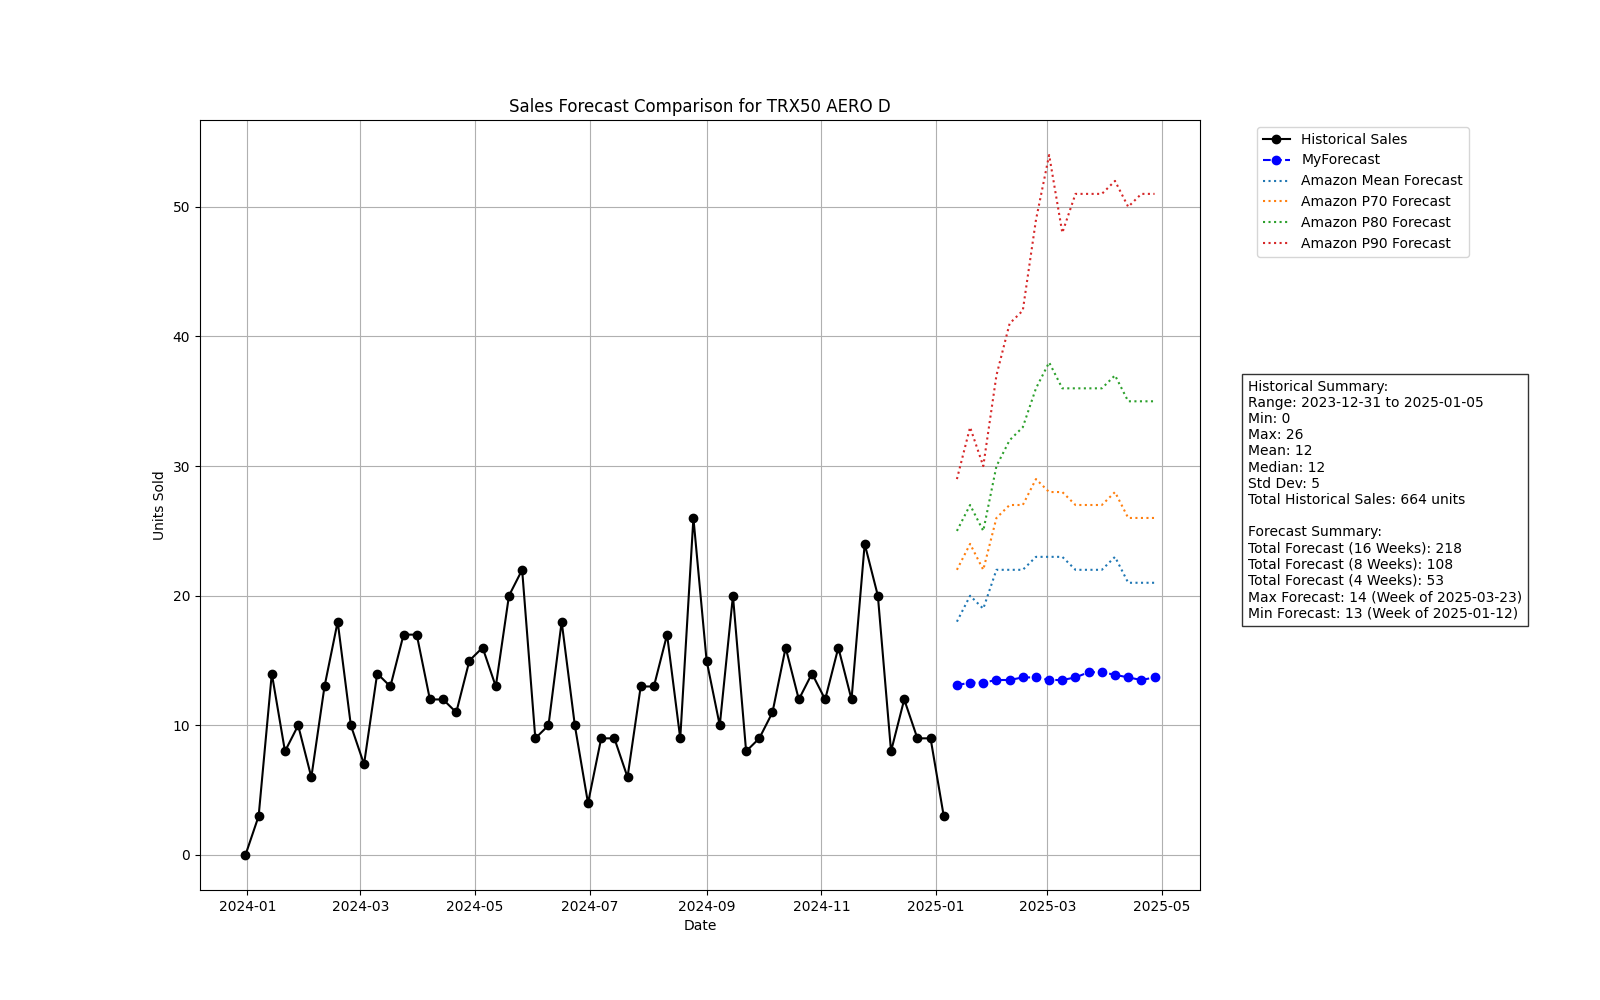 Sales Forecast Comparison for TRX50 AERO D
Historical Sales
MyForecast
Amazon Mean Forecast
Amazon P70 Forecast
Amazon P80 Forecast
Amazon P90 Forecast
Units Sold
50
40
30
20
10
0
2024-01
2024-03
2024-05
2024-07
2024-09
2024-11
2025-01
2025-03
2025-05
Date
Historical Summary:
Range: 2023-12-31 to 2025-01-05
Min: 0
Max: 26
Mean: 12
Median: 12
Std Dev: 5
Total Historical Sales: 664 units
Forecast Summary:
Total Forecast (16 Weeks): 218
Total Forecast (8 Weeks): 108
Total Forecast (4 Weeks): 53
Max Forecast: 14 (Week of 2025-03-23)
Min Forecast: 13 (Week of 2025-01-12)